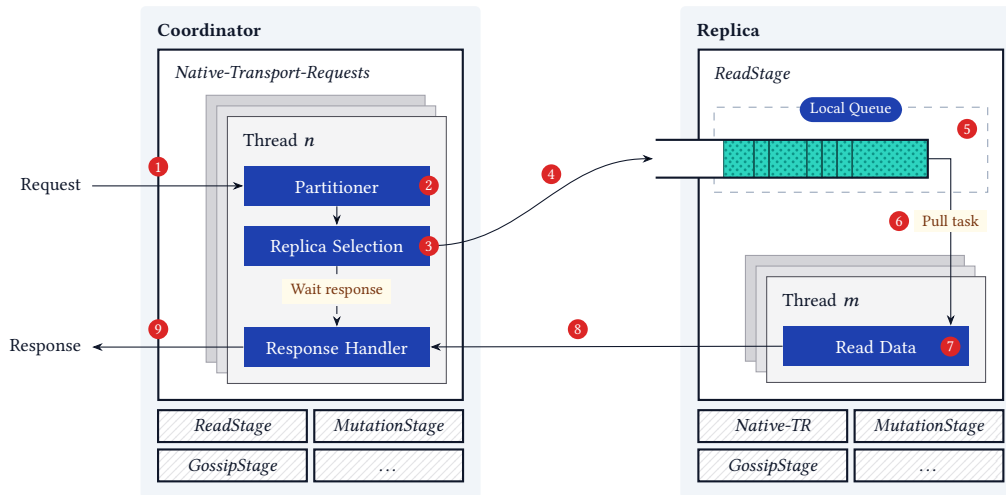 Coordinator
Native-Transport-Requests
Thread n
1
Request
Partitioner
2
Replica Selection
3
Wait response
9
Response
Response Handler
ReadStage
MutationStage
GossipStage
...
4
8
Replica
ReadStage
Local Queue
5
6
Pull task
Thread m
Read Data
7
Native-TR
MutationStage
GossipStage
...